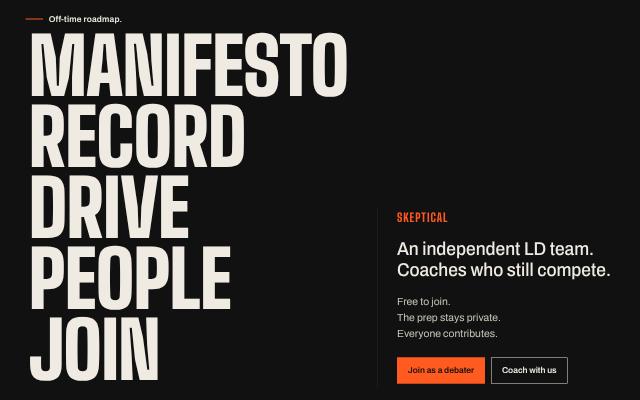 Off-time roadmap.
MANIFESTO
RECORD
DRIVE
PEOPLE
JOIN
SKEPTICAL
An independent LD team.
Coaches who still compete.
Free to join.
The prep stays private.
Everyone contributes.
Join as a debater
Coach with us